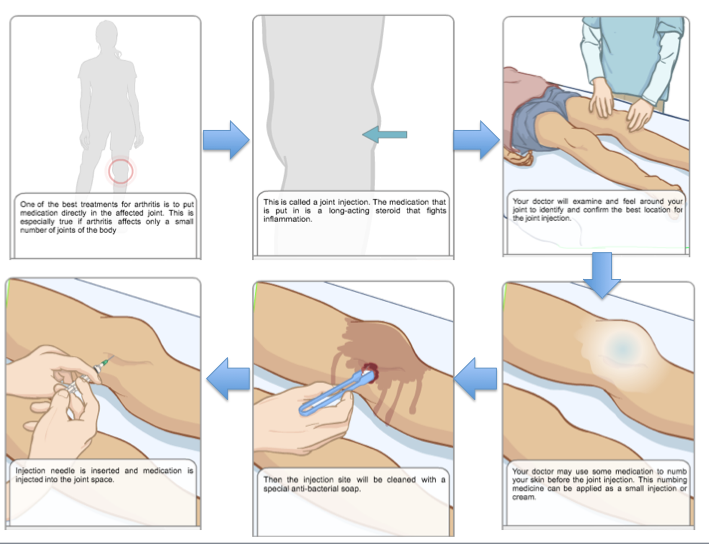 One of the best treatments for arthritis is to put
medication directly in the affected joint. This is
especially true if arthritis affects only a small
number of joints of the body
This is called a joint injection. The medication that
is put in is a long-acting steroid that fights
inflammation.
Your doctor will examine and feel around your
joint to identify and confirm the best location for
the joint injection.
Injection needle is inserted and medication is
injected into the joint space.
Then the injection site will be cleaned with a
special anti-bacterial soap.
Your doctor may use some medication to numb
your skin before the joint injection. This numbing
medicine can be applied as a small injection or
cream.